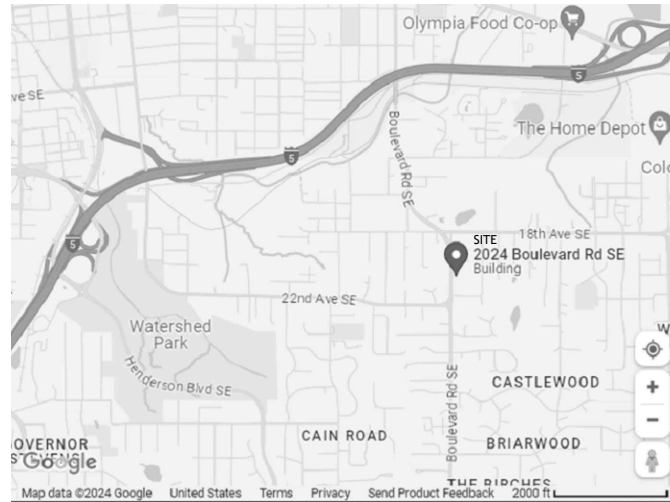 Olympia Food Co-op
5
ve SE
The Home Depot
5
Boulevard Rd SE
Colo
SITE
18th Ave SE
2024 Boulevard Rd SE
Building
5
22nd Ave SE
Watershed
Park
W
Henderson Blvd SE
CASTLEWOOD
Boulevard Rd SE
CAIN ROAD
BRIARWOOD
OVERNOR
STEVENS
Google
THE BIRCHES
Map data ©2024 Google United States Terms Privacy Send Product Feedback 2000 ft